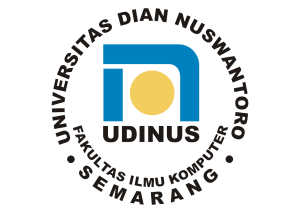 UNIVERSITAS DIAN NUSWANTORO
UDINUS
FAKULTAS ILMU KOMPUTER
• SEMARANG •